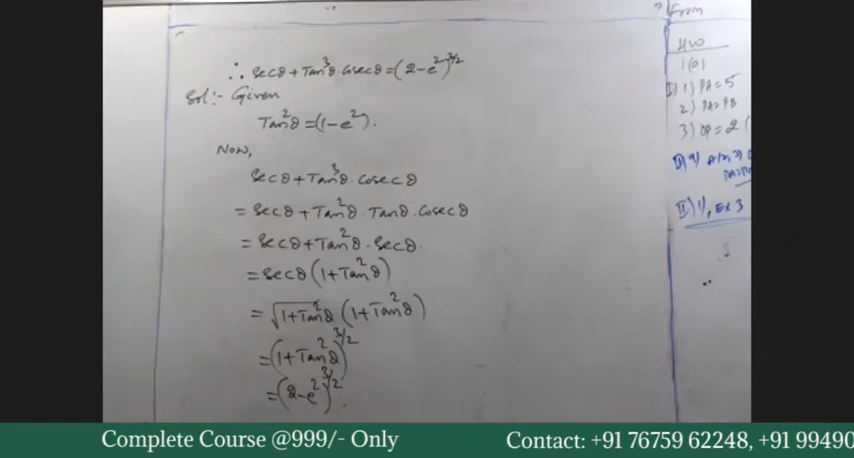 ∴ Secθ + Tan³θ · Cosecθ = (2 - e²)^3/2
Sol:- Given
Tan²θ = (1 - e²).
Now,
Secθ + Tan³θ · Cosecθ
= Secθ + Tan²θ · Tanθ · Cosecθ
= Secθ + Tan²θ · Secθ.
= Secθ (1 + Tan²θ)
= √1 + Tan²θ (1 + Tan²θ)
= (1 + Tan²θ)^3/2
= (2 - e²)^3/2.
From
H.W
1(a)
I) 1) PA = 5
2) PA = PB
3) OP = 2 (
II) 1), Ex 3
Complete Course @999/- Only
Contact: +91 76759 62248, +91 99490